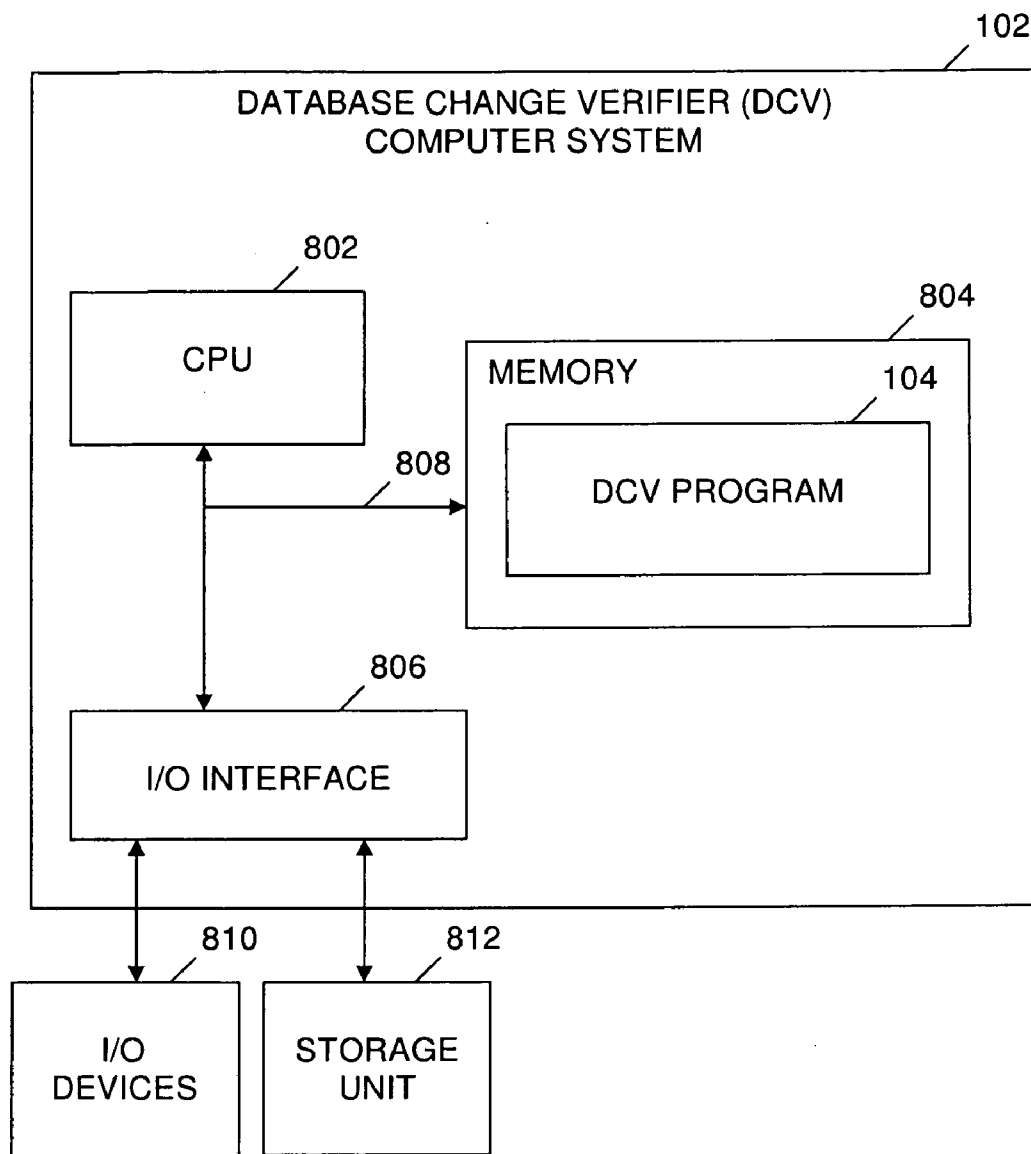 102
DATABASE CHANGE VERIFIER (DCV)
COMPUTER SYSTEM
802
CPU
804
MEMORY
104
DCV PROGRAM
808
806
I/O INTERFACE
810
I/O
DEVICES
812
STORAGE
UNIT